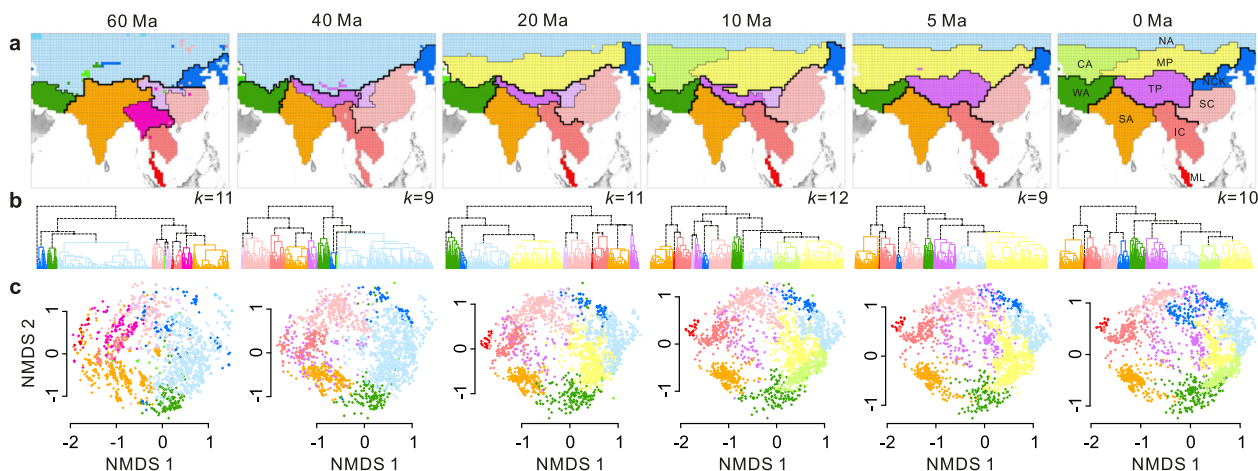 60 Ma 40 Ma 20 Ma 10 Ma 5 Ma 0 Ma
a
NA
CA MP
WA TP NCK
SC
SA IC
ML
b k=11 k=9 k=11 k=12 k=9 k=10
c
NMDS 2
1 1 1 1 1 1
0 0 0 0 0 0
-1 -1 -1 -1 -1 -1
-2 -1 0 1 -2 -1 0 1 -2 -1 0 1 -2 -1 0 1 -2 -1 0 1 -2 -1 0 1
NMDS 1 NMDS 1 NMDS 1 NMDS 1 NMDS 1 NMDS 1